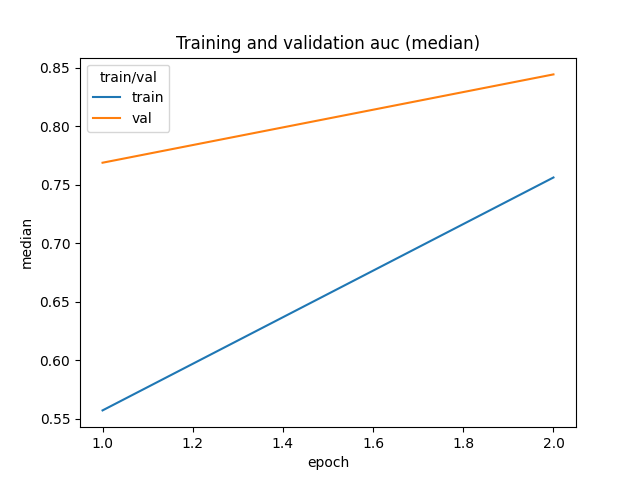 Training and validation auc (median)
train/val
train
val
0.85
0.80
0.75
0.70
0.65
0.60
0.55
median
1.0
1.2
1.4
1.6
1.8
2.0
epoch